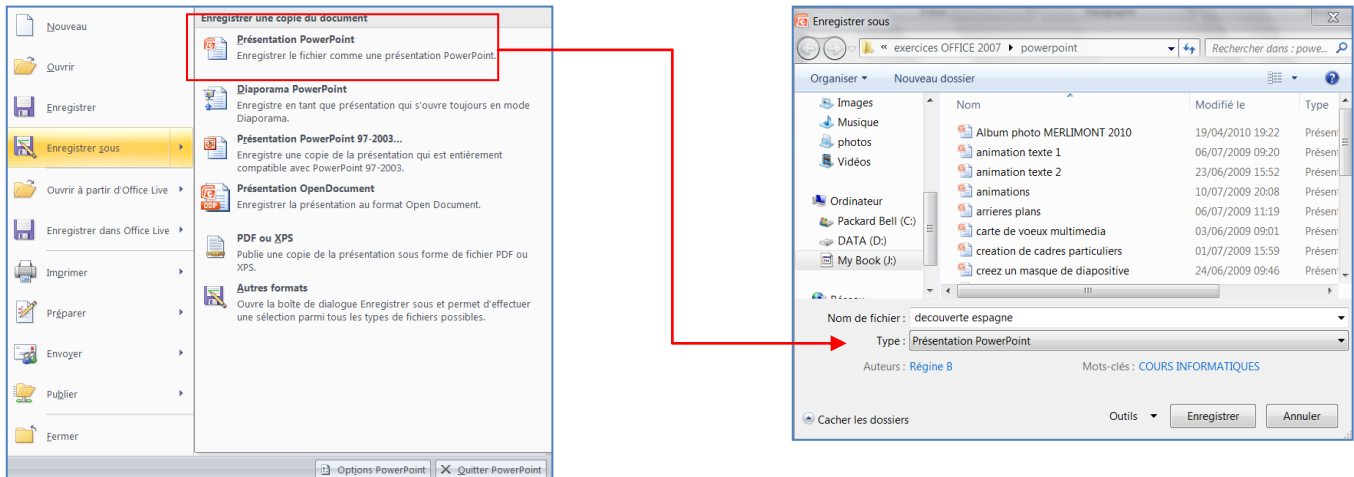 Nouveau
Ouvrir
Enregistrer
Enregistrer sous
Ouvrir à partir d'Office Live
Enregistrer dans Office Live
Imprimer
Préparer
Envoyer
Publier
Fermer
Enregistrer une copie du document
Présentation PowerPoint
Enregistrer le fichier comme une présentation PowerPoint.
Diaporama PowerPoint
Enregistre en tant que présentation qui s'ouvre toujours en mode
Diaporama.
Présentation PowerPoint 97-2003...
Enregistre une copie de la présentation qui est entièrement
compatible avec PowerPoint 97-2003.
Présentation OpenDocument
Enregistrer la présentation au format Open Document.
PDF ou XPS
Publie une copie de la présentation sous forme de fichier PDF ou
XPS.
Autres formats
Ouvre la boîte de dialogue Enregistrer sous et permet d'effectuer
une sélection parmi tous les types de fichiers possibles.
Options PowerPoint
Quitter PowerPoint
Enregistrer sous
« exercices OFFICE 2007 powerpoint
Rechercher dans : powe...
Organiser
Nouveau dossier
Images
Musique
photos
Vidéos
Ordinateur
Packard Bell (C:)
DATA (D:)
My Book (J:)
Nom Modifié le Type
Album photo MERLIMONT 2010 19/04/2010 19:22 Présent
animation texte 1 06/07/2009 09:20 Présent
animation texte 2 23/06/2009 15:52 Présent
animations 10/07/2009 20:08 Présent
arrieres plans 06/07/2009 11:19 Présent
carte de voeux multimedia 03/06/2009 09:01 Présent
creation de cadres particuliers 01/07/2009 15:59 Présent
creez un masque de diapositive 24/06/2009 09:46 Présent
Nom de fichier : decouverte espagne
Type : Présentation PowerPoint
Auteurs : Régine B Mots-clés : COURS INFORMATIQUES
Cacher les dossiers
Outils
Enregistrer
Annuler